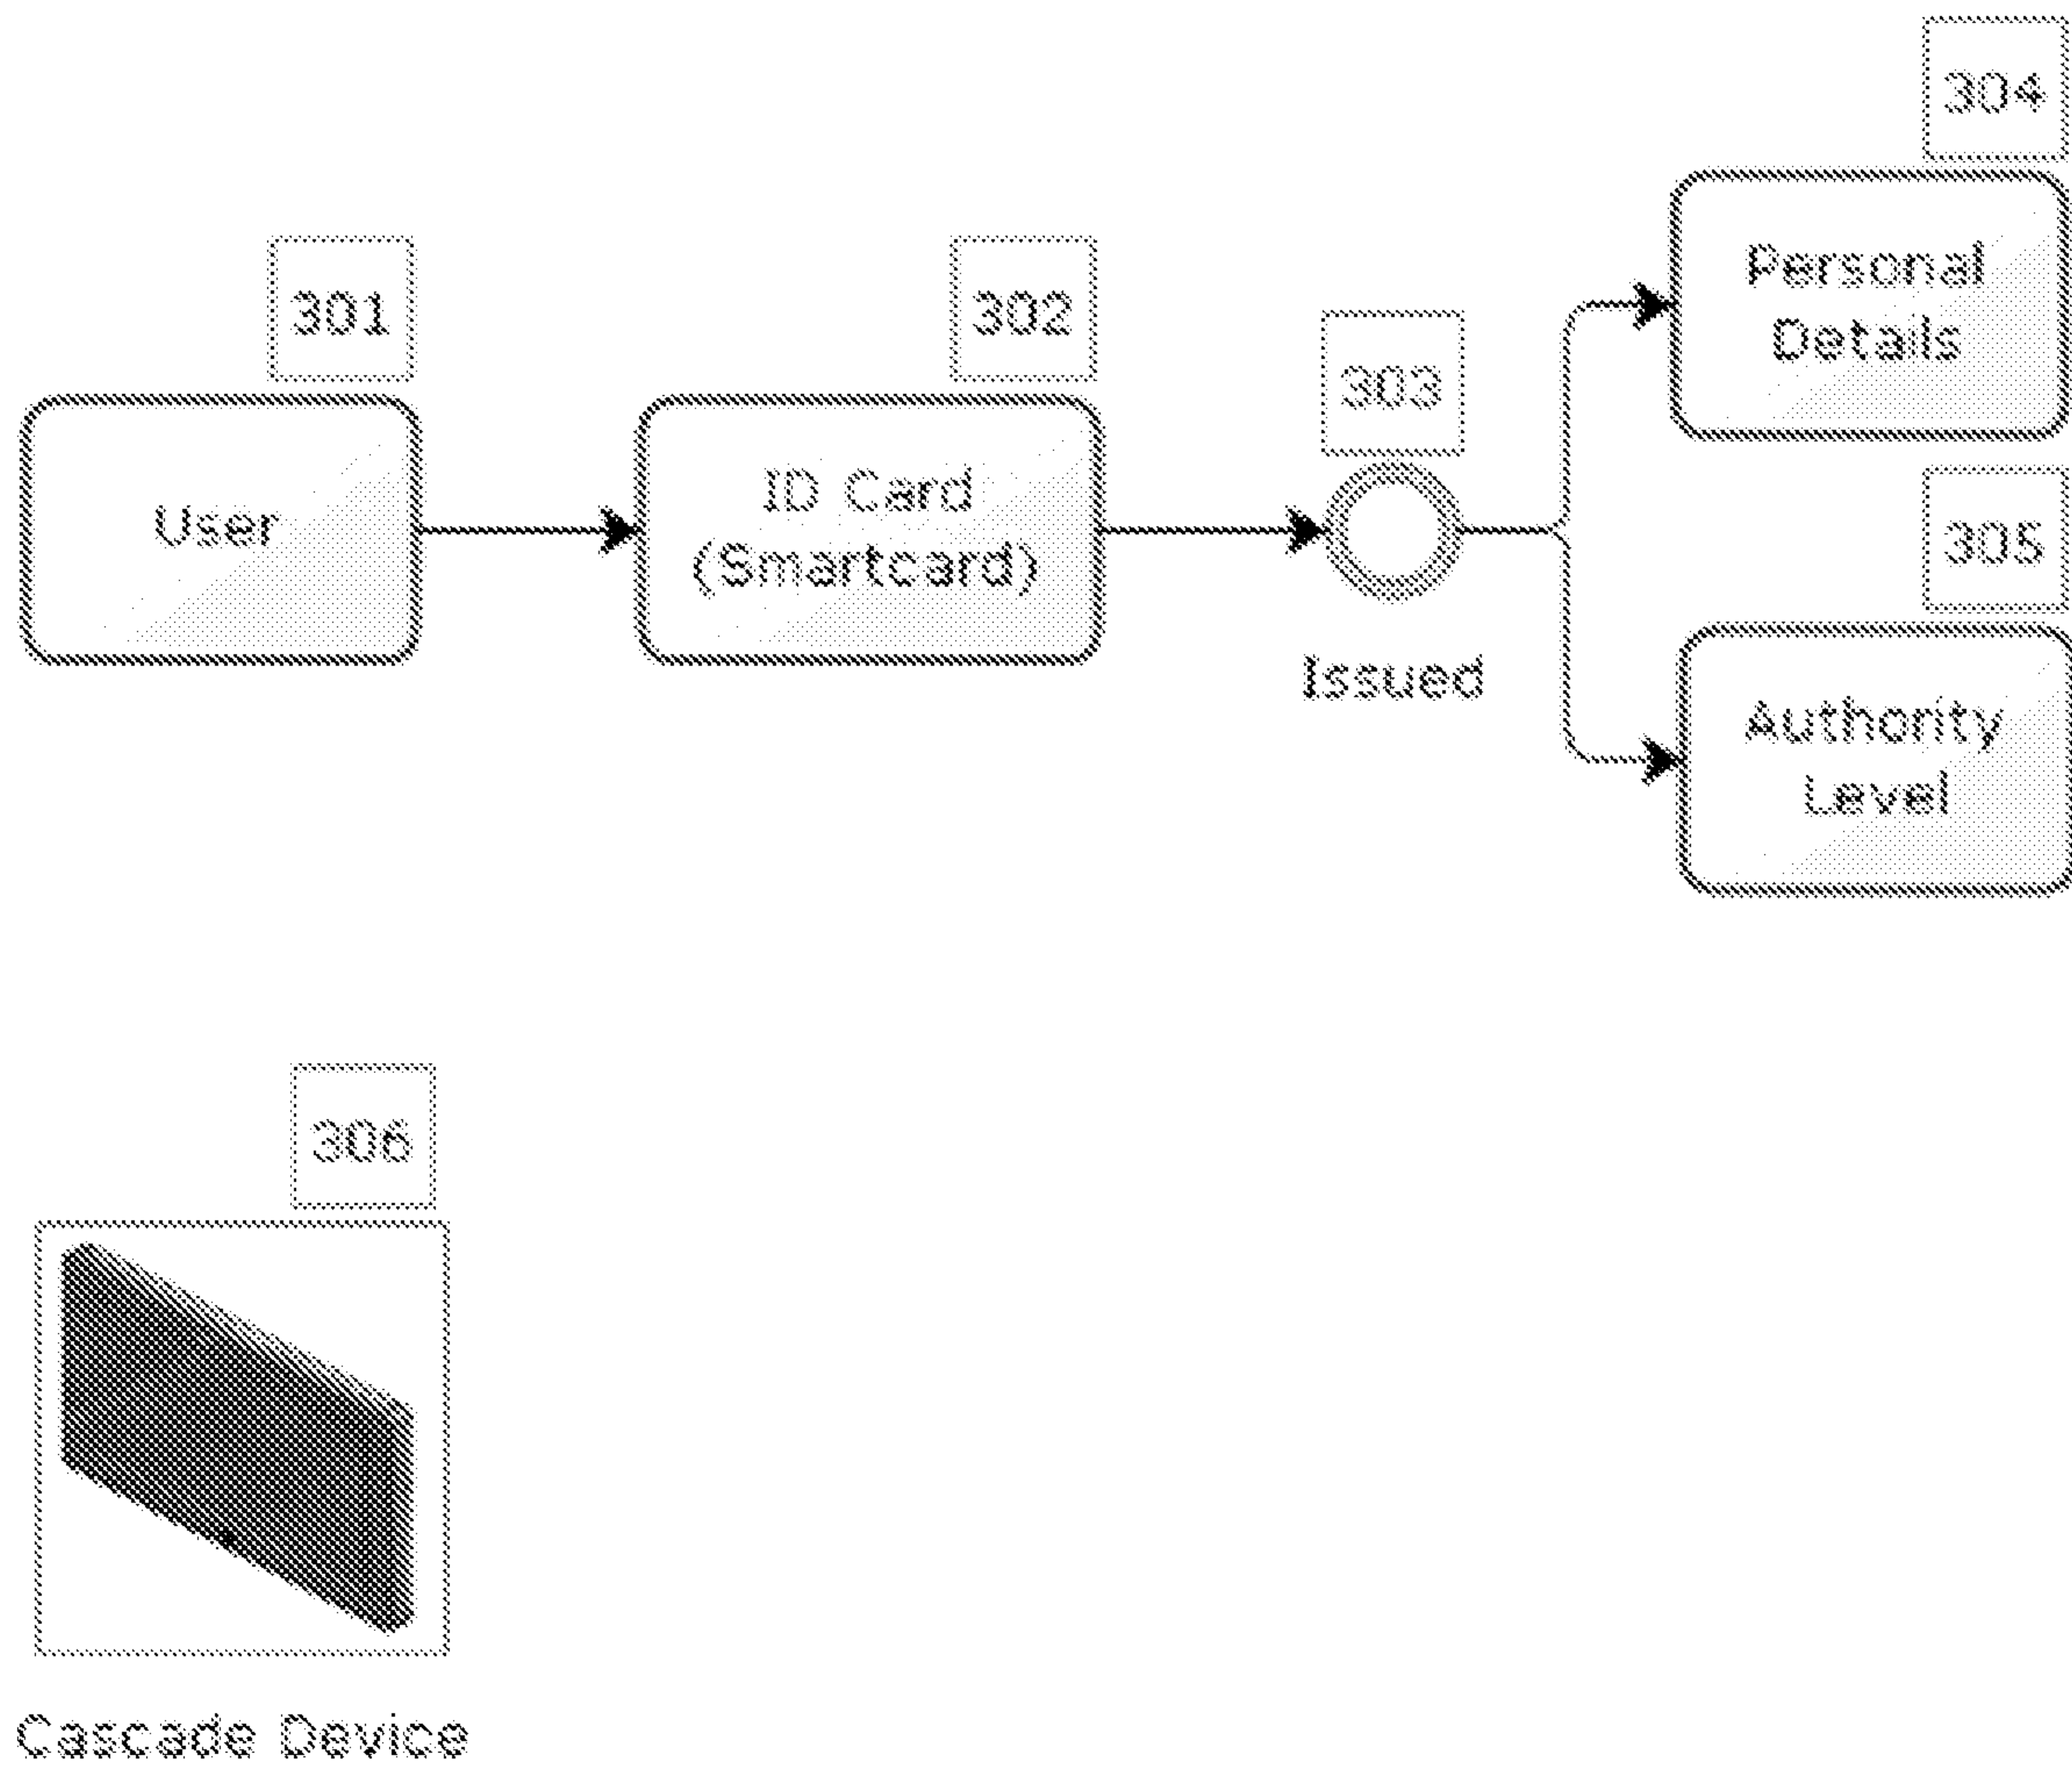 304
Personal
Details
301
302
303
User
ID Card
(Smartcard)
Issued
305
Authority
Level
306
Cascade Device